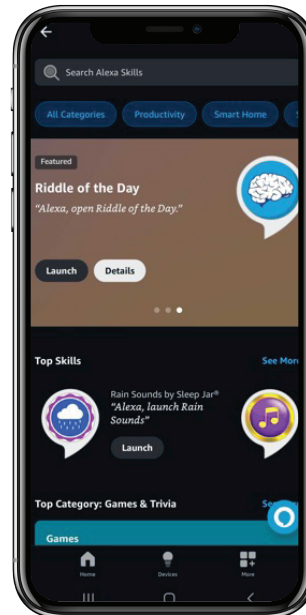 Search Alexa Skills
All Categories
Productivity
Smart Home
S
Featured
Riddle of the Day
“Alexa, open Riddle of the Day.”
Launch
Details
Top Skills
See More
Rain Sounds by Sleep Jar®
“Alexa, launch Rain
Sounds”
Launch
Top Category: Games & Trivia
Games
Home
Devices
More